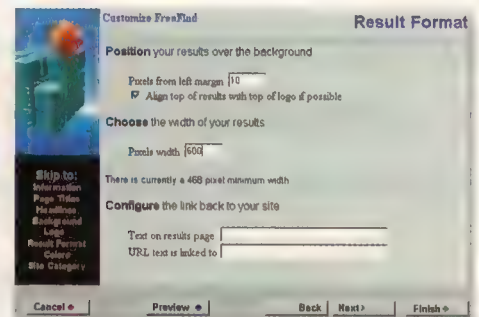 Customize FreeFind
Result Format
Position your results over the background
Pixels from left margin 10
Align top of results with top of logo if possible
Choose the width of your results
Pixels width 600
There is currently a 468 pixel minimum width
Configure the link back to your site
Text on results page
URL text is linked to
Skip to:
Information
Page Titles
Headlines
Background
Logo
Result Format
Colors
Site Category
Cancel
Preview
Back
Next>
Finish